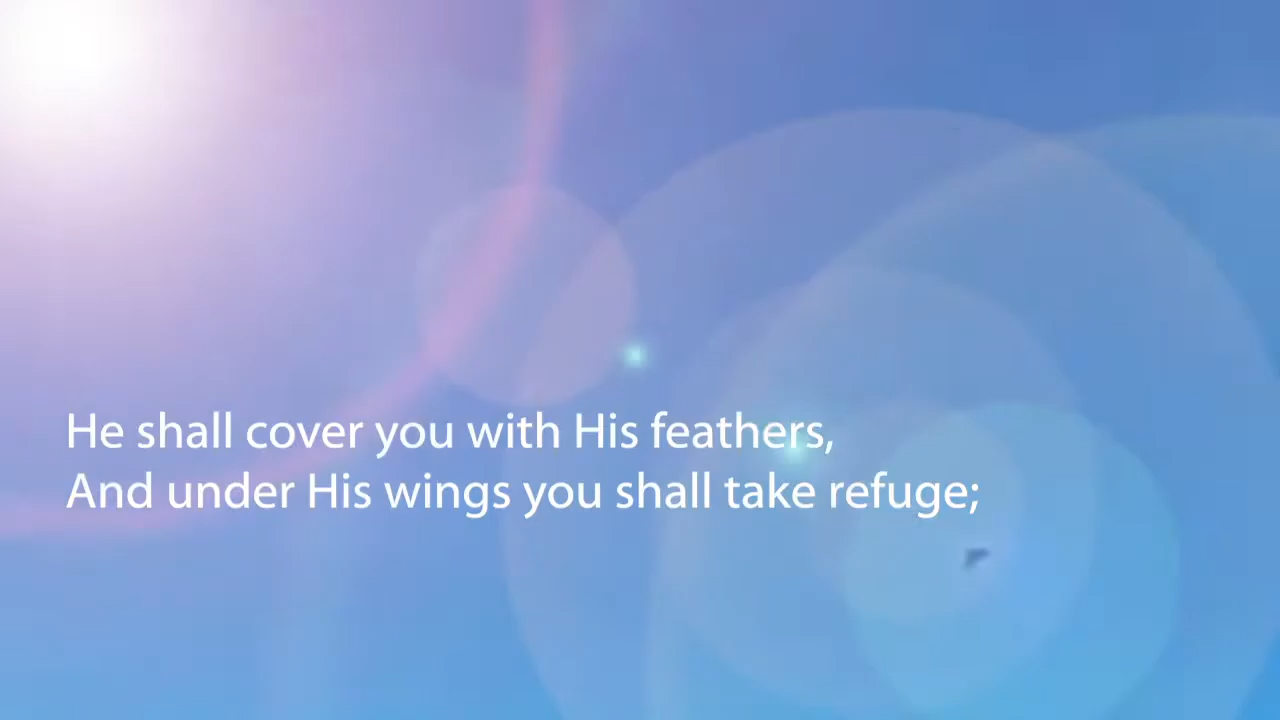 He shall cover you with His feathers,
And under His wings you shall take refuge;